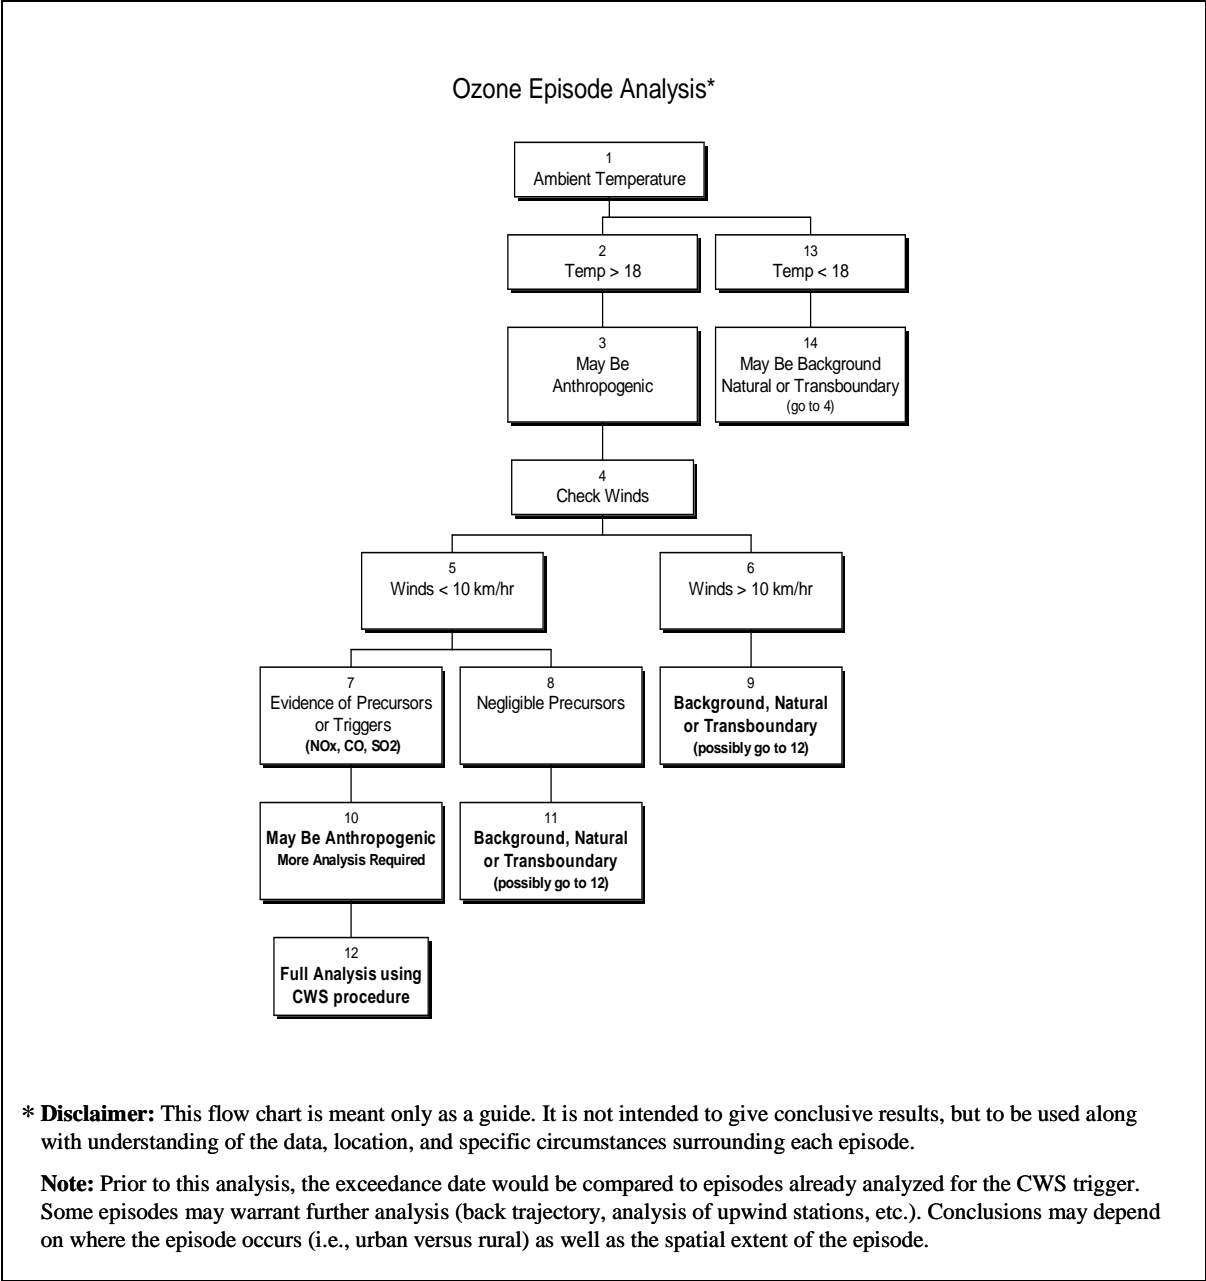 Ozone Episode Analysis*
1
Ambient Temperature
2
Temp > 18
13
Temp < 18
3
May Be
Anthropogenic
14
May Be Background
Natural or Transboundary
(go to 4)
4
Check Winds
5
Winds < 10 km/hr
6
Winds > 10 km/hr
7
Evidence of Precursors
or Triggers
(NOx, CO, SO2)
8
Negligible Precursors
9
Background, Natural
or Transboundary
(possibly go to 12)
10
May Be Anthropogenic
More Analysis Required
11
Background, Natural
or Transboundary
(possibly go to 12)
12
Full Analysis using
CWS procedure
* Disclaimer: This flow chart is meant only as a guide. It is not intended to give conclusive results, but to be used along
with understanding of the data, location, and specific circumstances surrounding each episode.
Note: Prior to this analysis, the exceedance date would be compared to episodes already analyzed for the CWS trigger.
Some episodes may warrant further analysis (back trajectory, analysis of upwind stations, etc.). Conclusions may depend
on where the episode occurs (i.e., urban versus rural) as well as the spatial extent of the episode.